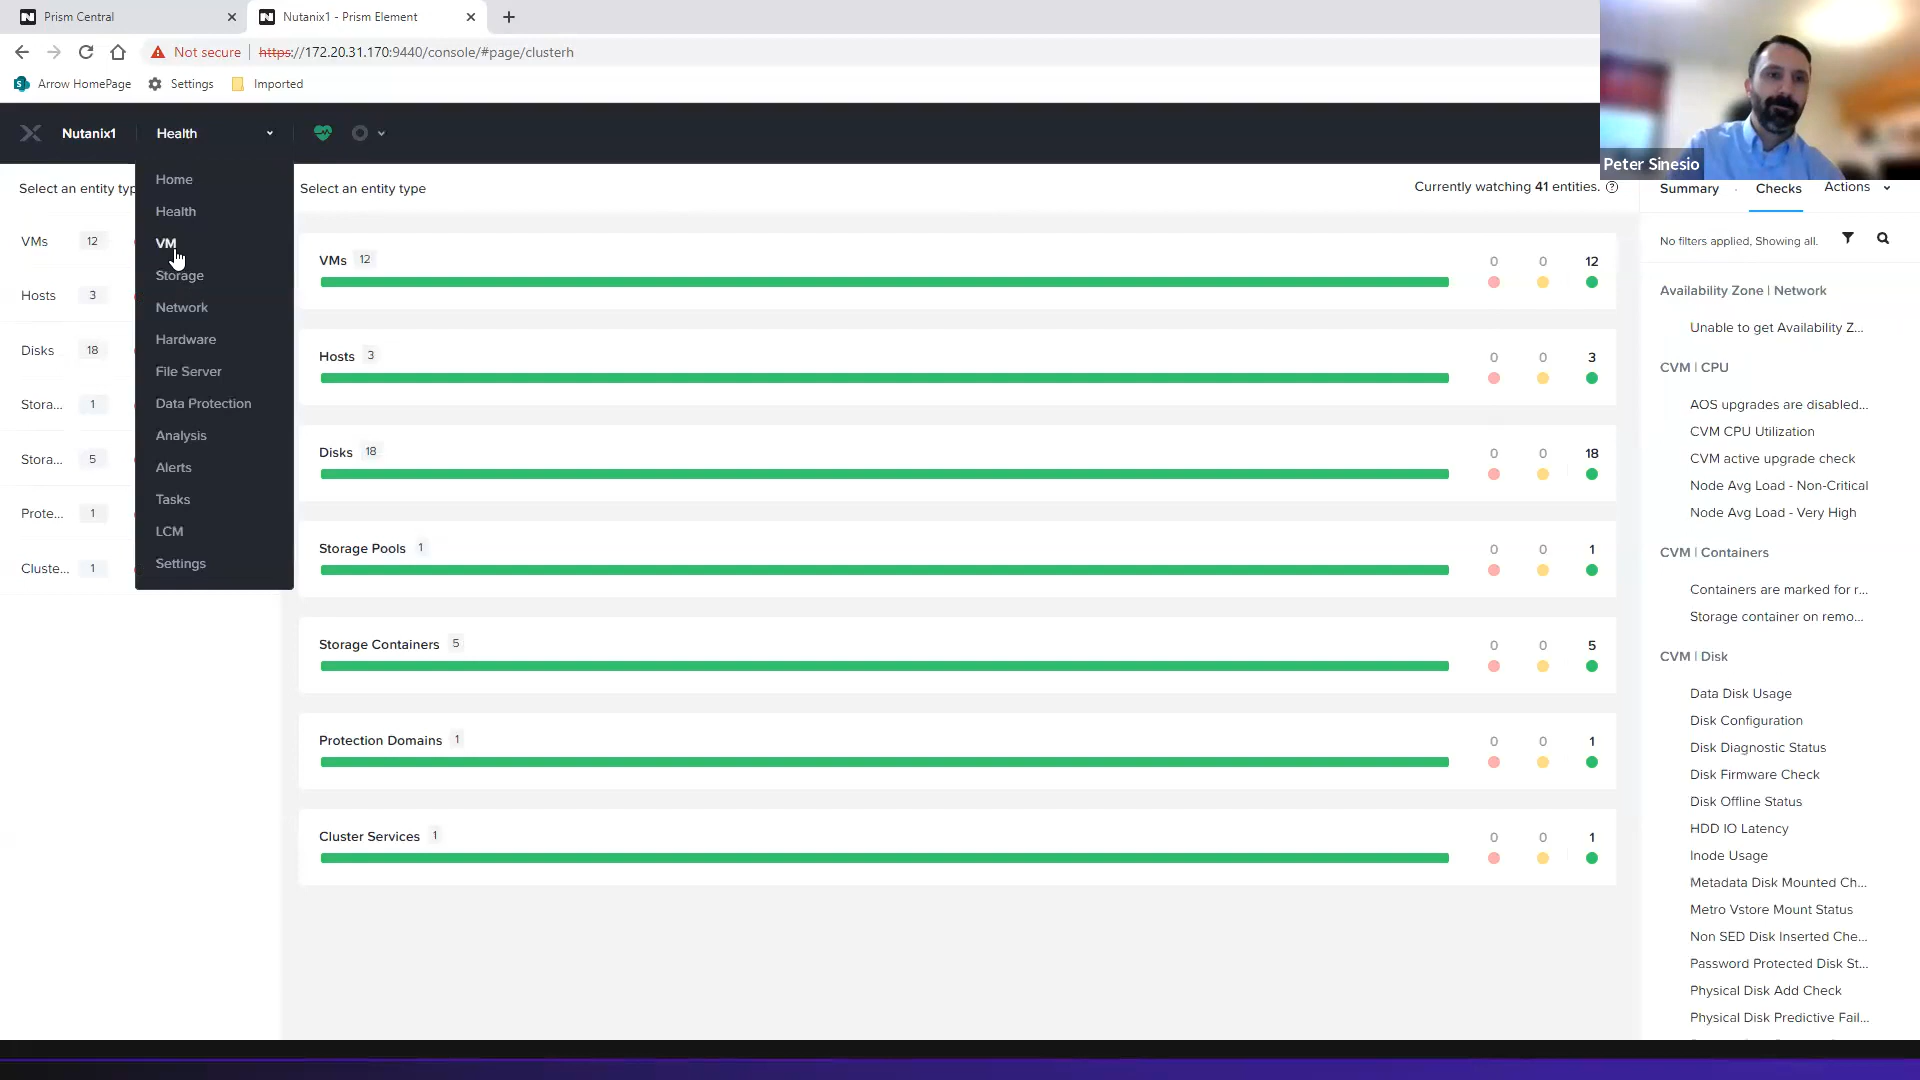 Prism Central
Nutanix1 - Prism Element
Not secure
https://172.20.31.170:9440/console/#page/clusterh
Arrow HomePage
Settings
Imported
Peter Sinesio
Nutanix1
Health
Home
Health
VM
Storage
Network
Hardware
File Server
Data Protection
Analysis
Alerts
Tasks
LCM
Settings
Select an entity typ
VMs 12
Hosts 3
Disks 18
Stora... 1
Stora... 5
Prote... 1
Cluste... 1
Select an entity type
Currently watching 41 entities.
VMs 12
0 0 12
Hosts 3
0 0 3
Disks 18
0 0 18
Storage Pools 1
0 0 1
Storage Containers 5
0 0 5
Protection Domains 1
0 0 1
Cluster Services 1
0 0 1
Summary · Checks Actions
No filters applied, Showing all.
Availability Zone | Network
Unable to get Availability Z...
CVM | CPU
AOS upgrades are disabled...
CVM CPU Utilization
CVM active upgrade check
Node Avg Load - Non-Critical
Node Avg Load - Very High
CVM | Containers
Containers are marked for r...
Storage container on remo...
CVM | Disk
Data Disk Usage
Disk Configuration
Disk Diagnostic Status
Disk Firmware Check
Disk Offline Status
HDD IO Latency
Inode Usage
Metadata Disk Mounted Ch...
Metro Vstore Mount Status
Non SED Disk Inserted Che...
Password Protected Disk St...
Physical Disk Add Check
Physical Disk Predictive Fail...